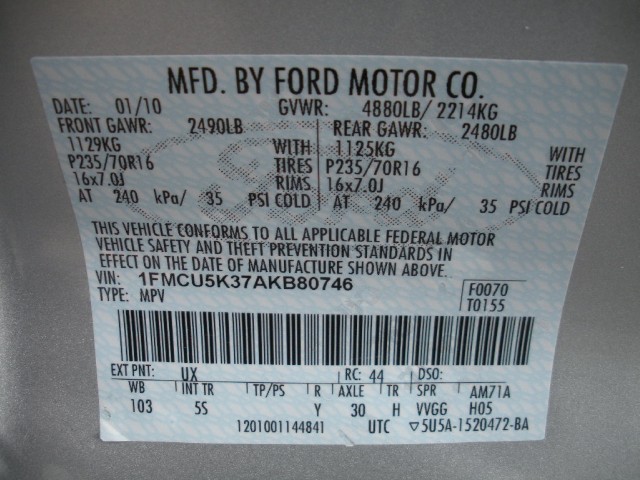 MFD. BY FORD MOTOR CO.
DATE: 01/10 GVWR: 4880LB/ 2214KG
FRONT GAWR: 2490LB REAR GAWR: 2480LB
1129KG WITH 1125KG WITH
P235/70R16 TIRES P235/70R16 TIRES
16x7.0J RIMS 16x7.0J RIMS
AT 240 kPa/ 35 PSI COLD AT 240 kPa/ 35 PSI COLD
THIS VEHICLE CONFORMS TO ALL APPLICABLE FEDERAL MOTOR
VEHICLE SAFETY AND THEFT PREVENTION STANDARDS IN
EFFECT ON THE DATE OF MANUFACTURE SHOWN ABOVE.
VIN: 1FMCU5K37AKB80746 F0070
TYPE: MPV T0155
EXT PNT: UX RC: 44 DSO:
WB INT TR TP/PS R AXLE TR SPR AM71A
103 5S Y 30 H VVGG H05
1201001144841 UTC ▽5U5A-1520472-BA
Ford